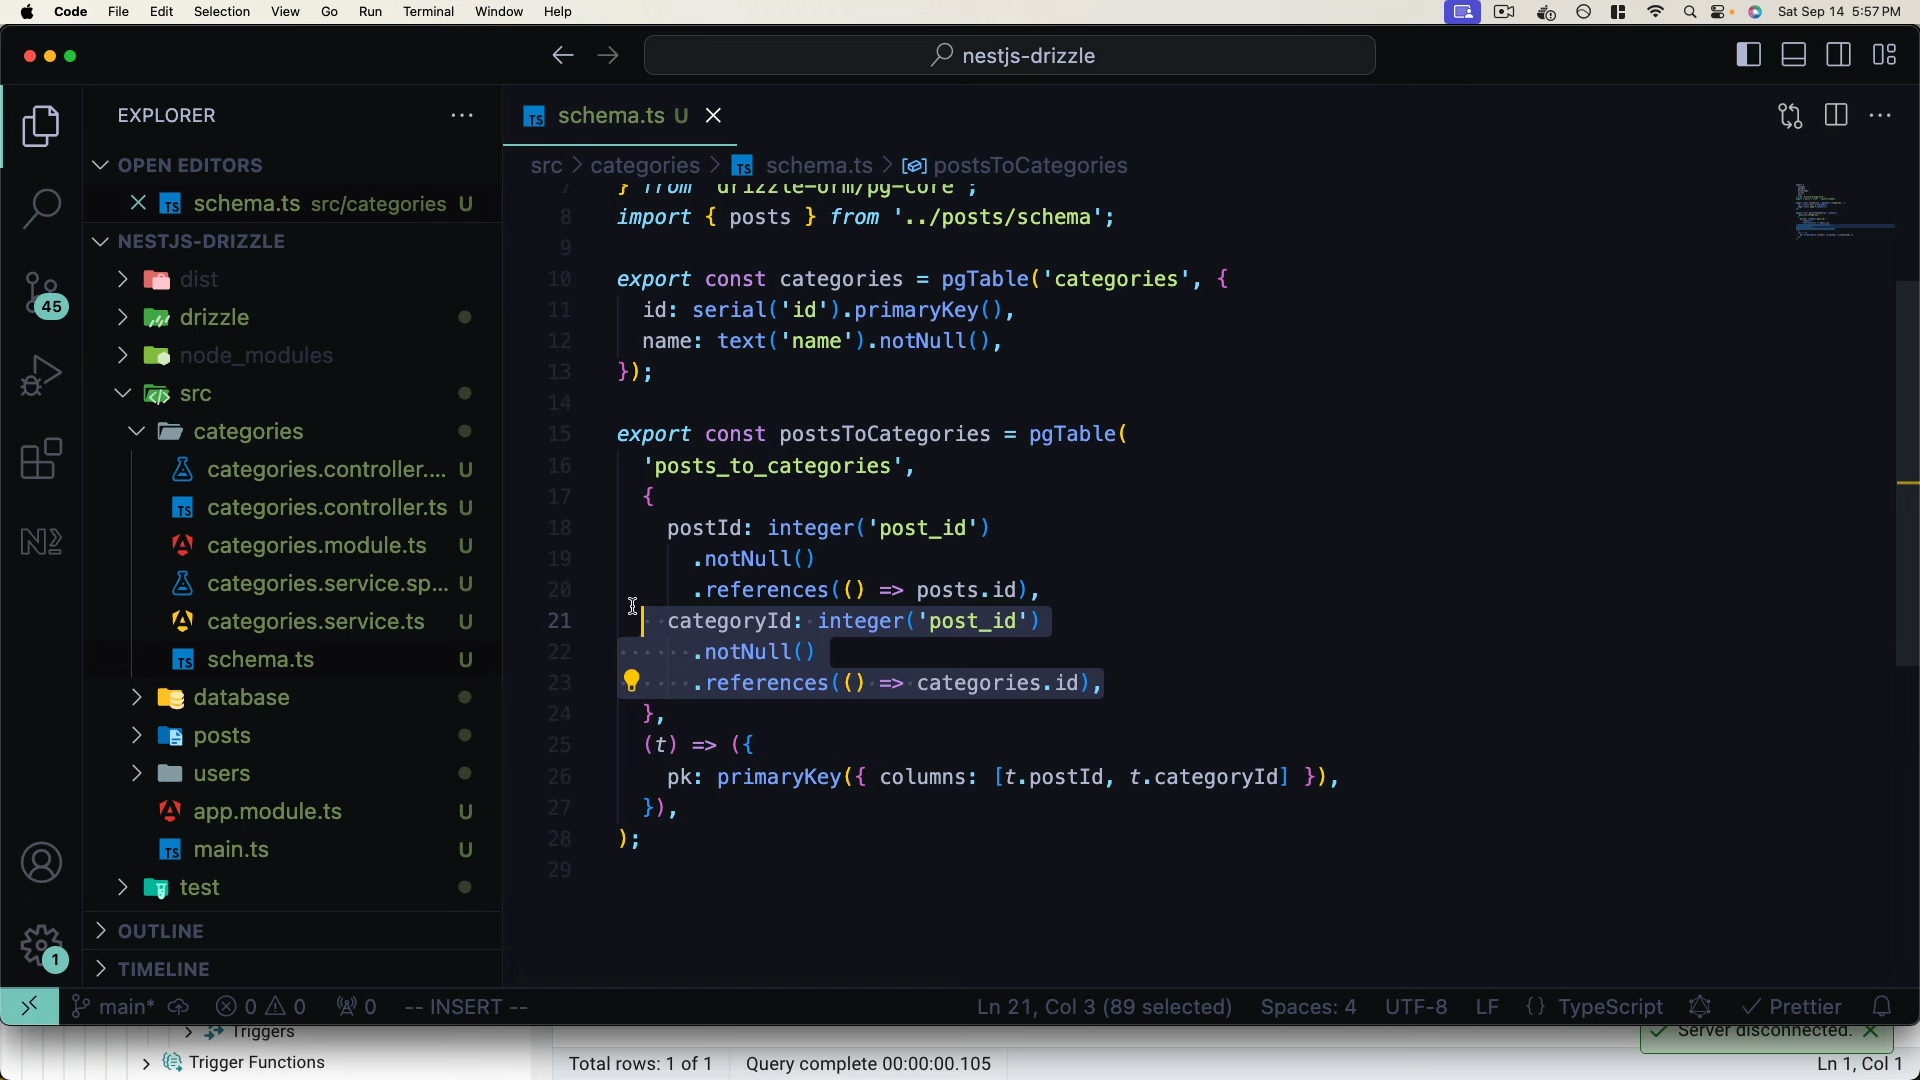 Code File Edit Selection View Go Run Terminal Window Help Sat Sep 14 5:57 PM
nestjs-drizzle
EXPLORER
schema.ts U
OPEN EDITORS
schema.ts src/categories U
NESTJS-DRIZZLE
dist
drizzle
node_modules
src
categories
categories.controller.... U
categories.controller.ts U
categories.module.ts U
categories.service.sp... U
categories.service.ts U
schema.ts U
database
posts
users
app.module.ts U
main.ts U
test
OUTLINE
TIMELINE
45
1
src > categories > TS schema.ts > postsToCategories
7 } from 'drizzle-orm/pg-core';
8 import { posts } from '../posts/schema';
9
10 export const categories = pgTable('categories', {
11 id: serial('id').primaryKey(),
12 name: text('name').notNull(),
13 });
14
15 export const postsToCategories = pgTable(
16 'posts_to_categories',
17 {
18 postId: integer('post_id')
19 .notNull()
20 .references(() => posts.id),
21 categoryId: integer('post_id')
22 .notNull()
23 .references(() => categories.id),
24 },
25 (t) => ({
26 pk: primaryKey({ columns: [t.postId, t.categoryId] }),
27 }),
28 );
29
main* 0 0 0 -- INSERT -- Ln 21, Col 3 (89 selected) Spaces: 4 UTF-8 LF {} TypeScript Prettier
Triggers
Server disconnected.
Trigger Functions
Total rows: 1 of 1 Query complete 00:00:00.105 Ln 1, Col 1